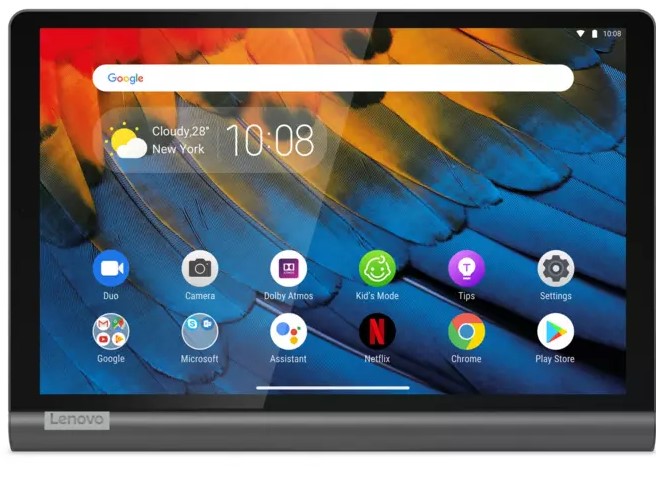 10:08
Google
Cloudy,28°
New York
10:08
Duo
Camera
Dolby Atmos
Kid's Mode
Tips
Settings
Google
Microsoft
Assistant
Netflix
Chrome
Play Store
Lenovo